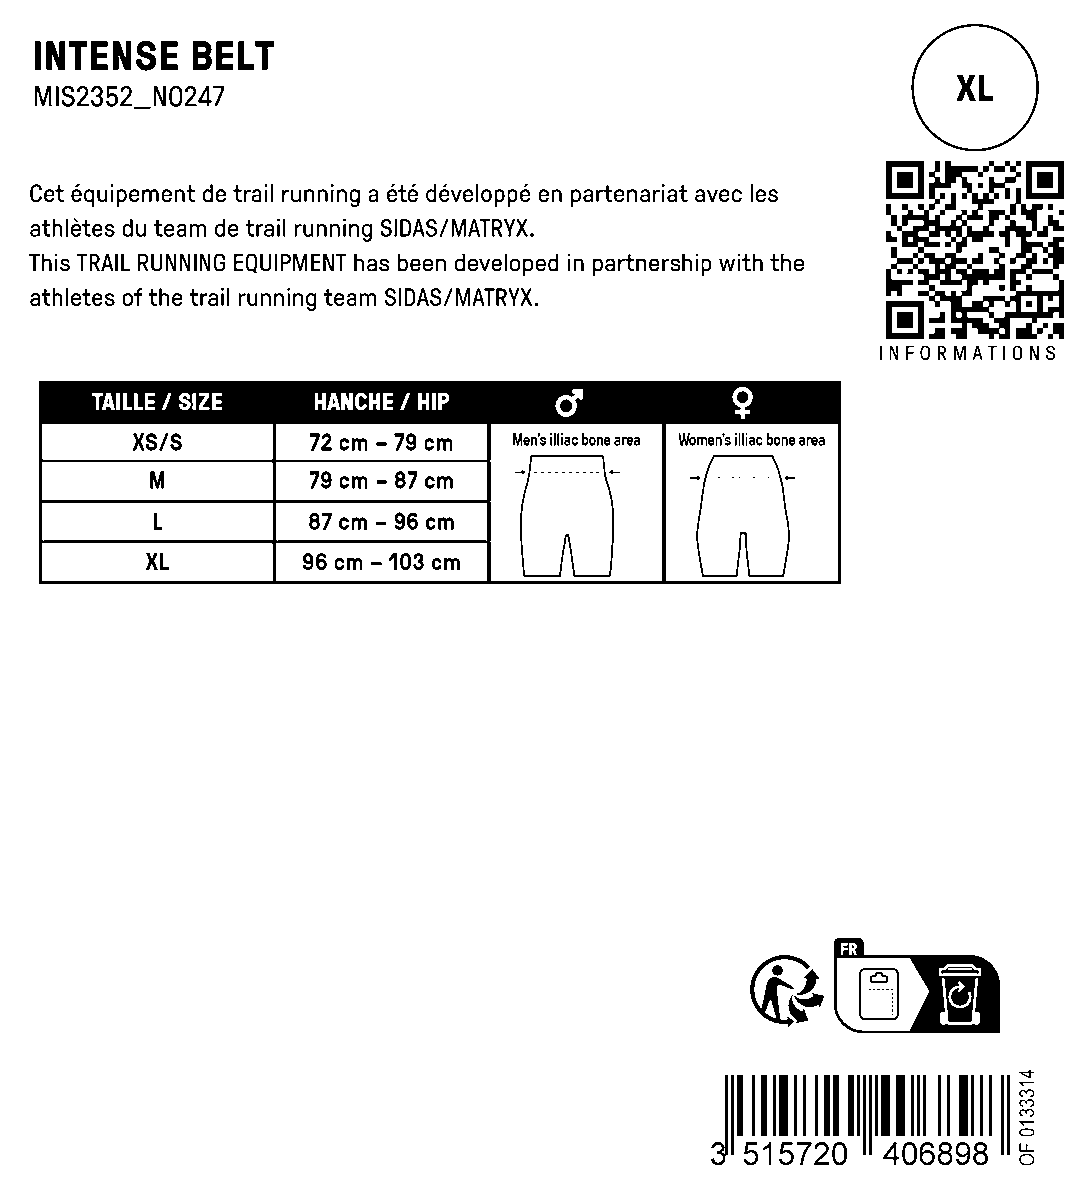 INTENSE BELT
MIS2352_N0247
XL
Cet équipement de trail running a été développé en partenariat avec les
athlètes du team de trail running SIDAS/MATRYX.
This TRAIL RUNNING EQUIPMENT has been developed in partnership with the
athletes of the trail running team SIDAS/MATRYX.
INFORMATIONS
TAILLE / SIZE HANCHE / HIP ♂ ♀
XS/S 72 cm – 79 cm Men's illiac bone area Women's illiac bone area
M 79 cm – 87 cm
L 87 cm – 96 cm
XL 96 cm – 103 cm
FR
3 515720 406898
OF 0133314